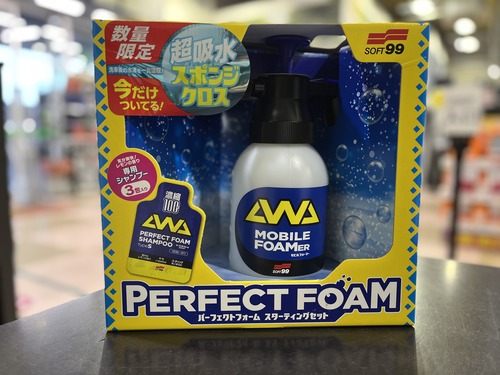 数量
限定
超吸水
スポンジ
クロス
今だけ
ついてる!
SOFT99
専用
シャンプー
3包入り
濃縮
100
AWA
PERFECT FOAM
SHAMPOO
AWA
MOBILE
FOAMER
SOFT99
PERFECT FOAM
パーフェクトフォーム スターティングセット